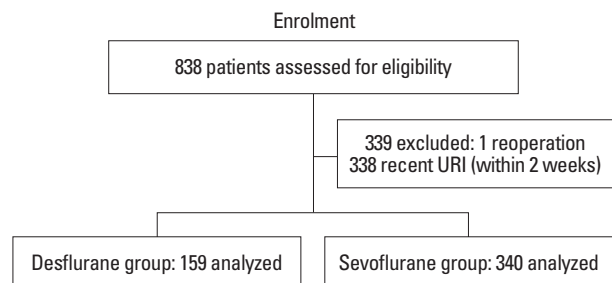 Enrolment
838 patients assessed for eligibility
339 excluded: 1 reoperation
338 recent URI (within 2 weeks)
Desflurane group: 159 analyzed
Sevoflurane group: 340 analyzed